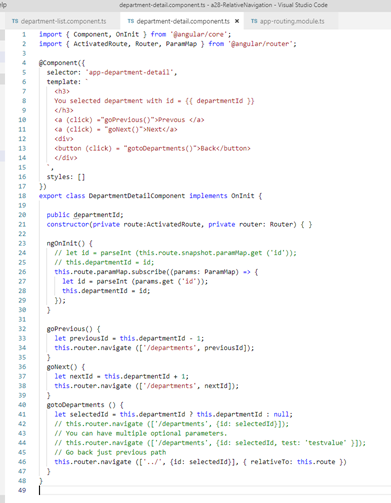 elp
department-detail.component.ts - a28-RelativeNavigation - Visual Studio Code
TS department-list.component.ts
TS department-detail.component.ts ×
TS app-routing.module.ts
1 import { Component, OnInit } from '@angular/core';
2 import { ActivatedRoute, Router, ParamMap } from '@angular/router';
3
4 @Component({
5 selector: 'app-department-detail',
6 template: `
7 <h3>
8 You selected department with id = {{ departmentId }}
9 </h3>
10 <a (click) ="goPrevious()">Prevous </a>
11 <a (click) = "goNext()">Next</a>
12 <div>
13 <button (click) = "gotoDepartments()">Back</button>
14 </div>
15 `,
16 styles: []
17 })
18 export class DepartmentDetailComponent implements OnInit {
19
20 public departmentId;
21 constructor(private route:ActivatedRoute, private router: Router) { }
22
23 ngOnInit() {
24 // let id = parseInt (this.route.snapshot.paramMap.get ('id'));
25 // this.departmentId = id;
26 this.route.paramMap.subscribe((params: ParamMap) => {
27 let id = parseInt (params.get ('id'));
28 this.departmentId = id;
29 });
30 }
31
32 goPrevious() {
33 let previousId = this.departmentId - 1;
34 this.router.navigate (['/departments', previousId]);
35 }
36 goNext() {
37 let nextId = this.departmentId + 1;
38 this.router.navigate (['/departments', nextId]);
39 }
40 gotoDepartments () {
41 let selectedId = this.departmentId ? this.departmentId : null;
42 // this.router.navigate (['/departments', {id: selectedId}]);
43 // You can have multiple optional parameters.
44 // this.router.navigate (['/departments', {id: selectedId, test: 'testvalue' }]);
45 // Go back just previous path
46 this.router.navigate (['../', {id: selectedId}], { relativeTo: this.route })
47 }
48 }
49